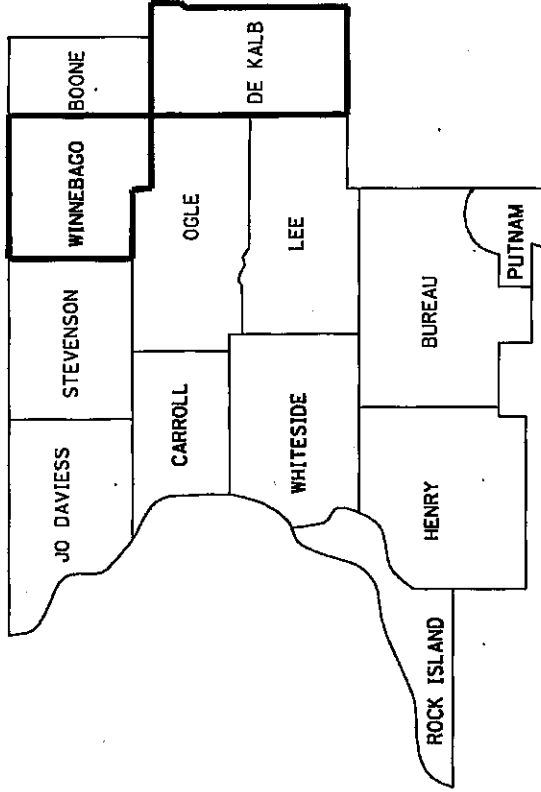 JO DAVIESS
STEVENSON
WINNEBAGO
BOONE
CARROLL
OGLE
DE KALB
WHITESIDE
LEE
ROCK ISLAND
HENRY
BUREAU
PUTNAM